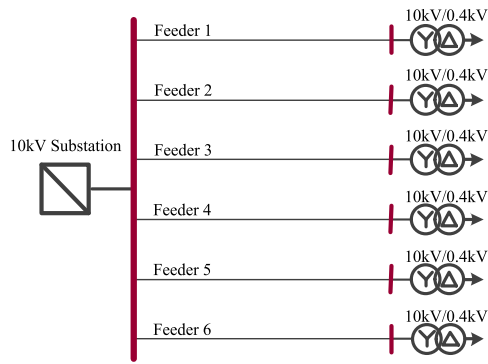 10kV/0.4kV
Feeder 1
10kV/0.4kV
Feeder 2
10kV/0.4kV
10kV Substation
Feeder 3
10kV/0.4kV
Feeder 4
10kV/0.4kV
Feeder 5
10kV/0.4kV
Feeder 6